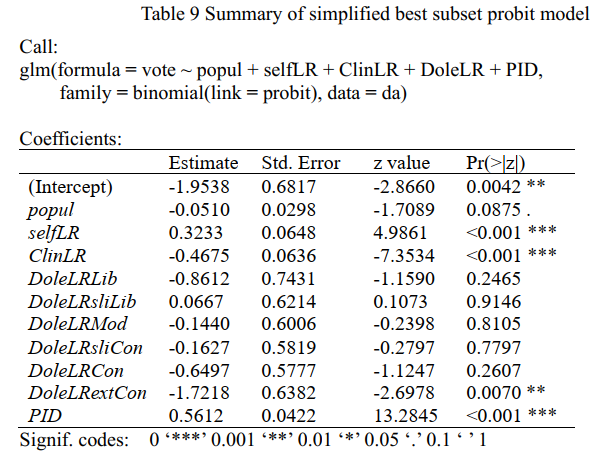 Table 9 Summary of simplified best subset probit model
Call:
glm(formula = vote ~ popul + selfLR + ClinLR + DoleLR + PID,
family = binomial(link = probit), data = da)
Coefficients:
Estimate Std. Error z value Pr(>|z|)
(Intercept) -1.9538 0.6817 -2.8660 0.0042 **
popul -0.0510 0.0298 -1.7089 0.0875 .
selfLR 0.3233 0.0648 4.9861 <0.001 ***
ClinLR -0.4675 0.0636 -7.3534 <0.001 ***
DoleLRLib -0.8612 0.7431 -1.1590 0.2465
DoleLRsliLib 0.0667 0.6214 0.1073 0.9146
DoleLRMod -0.1440 0.6006 -0.2398 0.8105
DoleLRsliCon -0.1627 0.5819 -0.2797 0.7797
DoleLRCon -0.6497 0.5777 -1.1247 0.2607
DoleLRextCon -1.7218 0.6382 -2.6978 0.0070 **
PID 0.5612 0.0422 13.2845 <0.001 ***
Signif. codes: 0 ‘***’ 0.001 ‘**’ 0.01 ‘*’ 0.05 ‘.’ 0.1 ‘ ’ 1